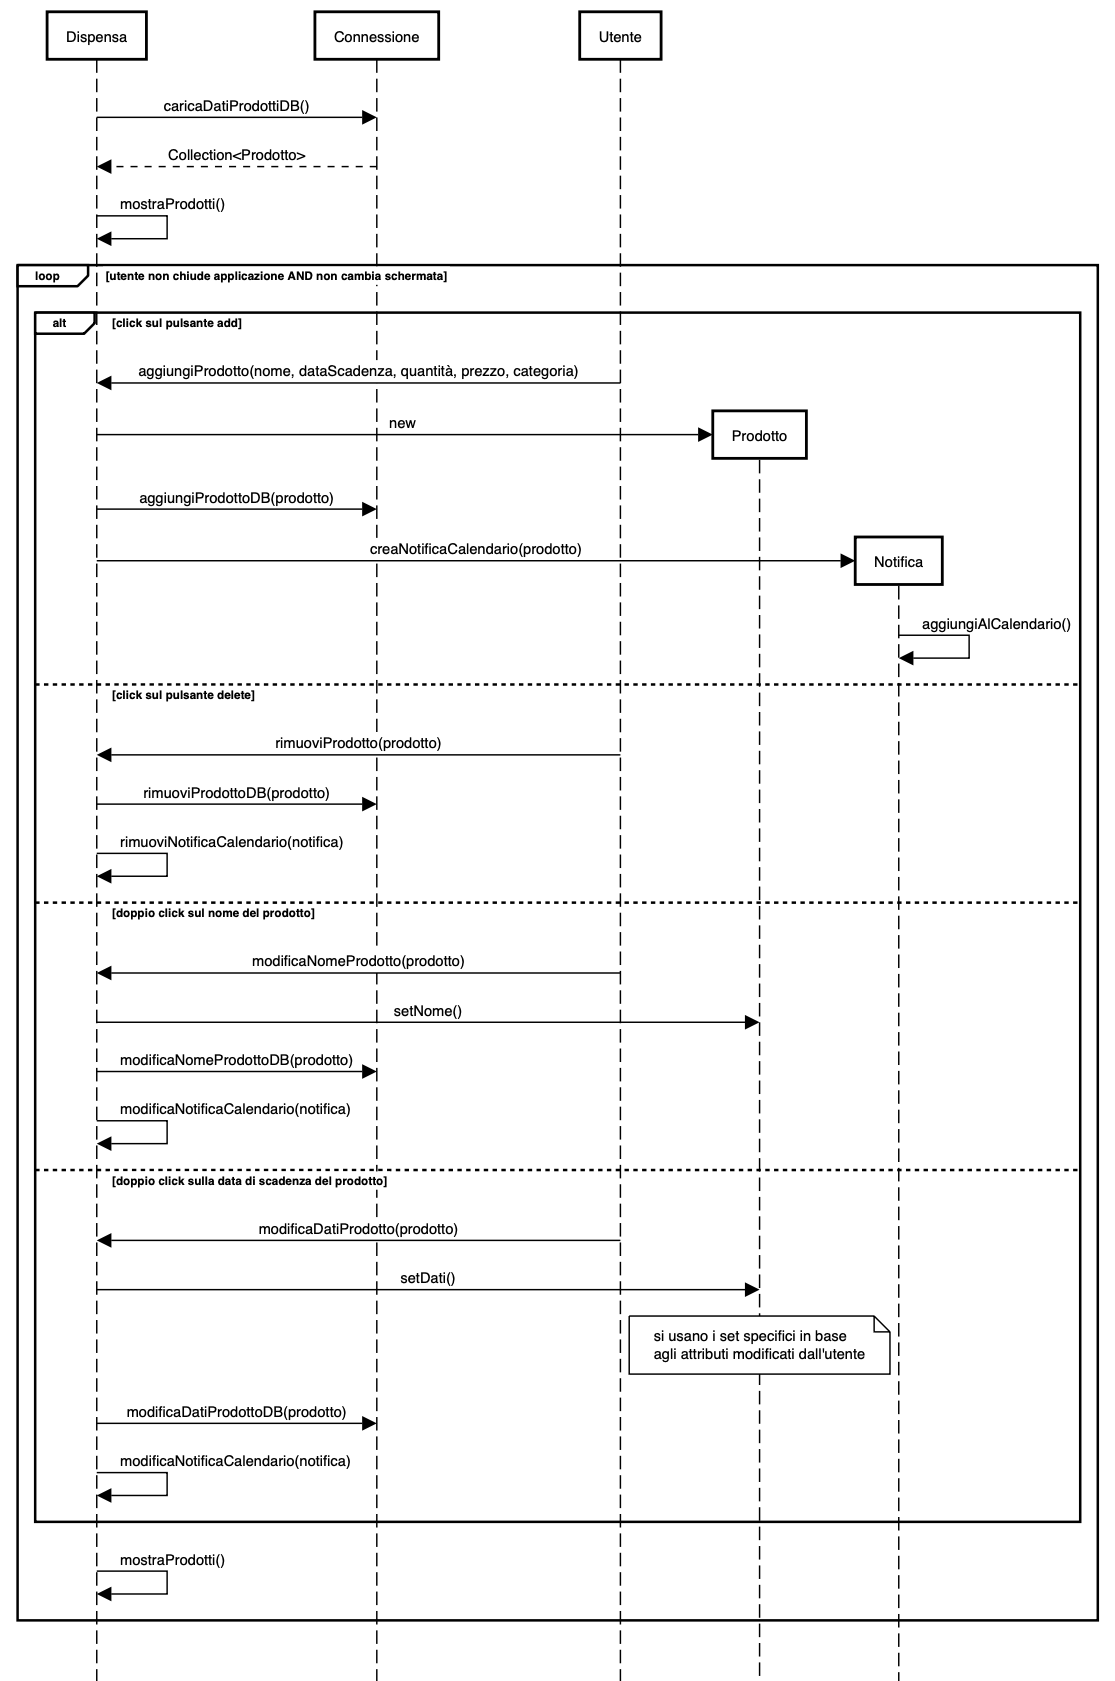 Dispensa
Connessione
Utente
caricaDatiProdottiDB()
Collection<Prodotto>
mostraProdotti()
loop
[utente non chiude applicazione AND non cambia schermata]
alt
[click sul pulsante add]
aggiungiProdotto(nome, dataScadenza, quantità, prezzo, categoria)
new
Prodotto
aggiungiProdottoDB(prodotto)
creaNotificaCalendario(prodotto)
Notifica
aggiungiAlCalendario()
[click sul pulsante delete]
rimuoviProdotto(prodotto)
rimuoviProdottoDB(prodotto)
rimuoviNotificaCalendario(notifica)
[doppio click sul nome del prodotto]
modificaNomeProdotto(prodotto)
setNome()
modificaNomeProdottoDB(prodotto)
modificaNotificaCalendario(notifica)
[doppio click sulla data di scadenza del prodotto]
modificaDatiProdotto(prodotto)
setDati()
si usano i set specifici in base
agli attributi modificati dall'utente
modificaDatiProdottoDB(prodotto)
modificaNotificaCalendario(notifica)
mostraProdotti()